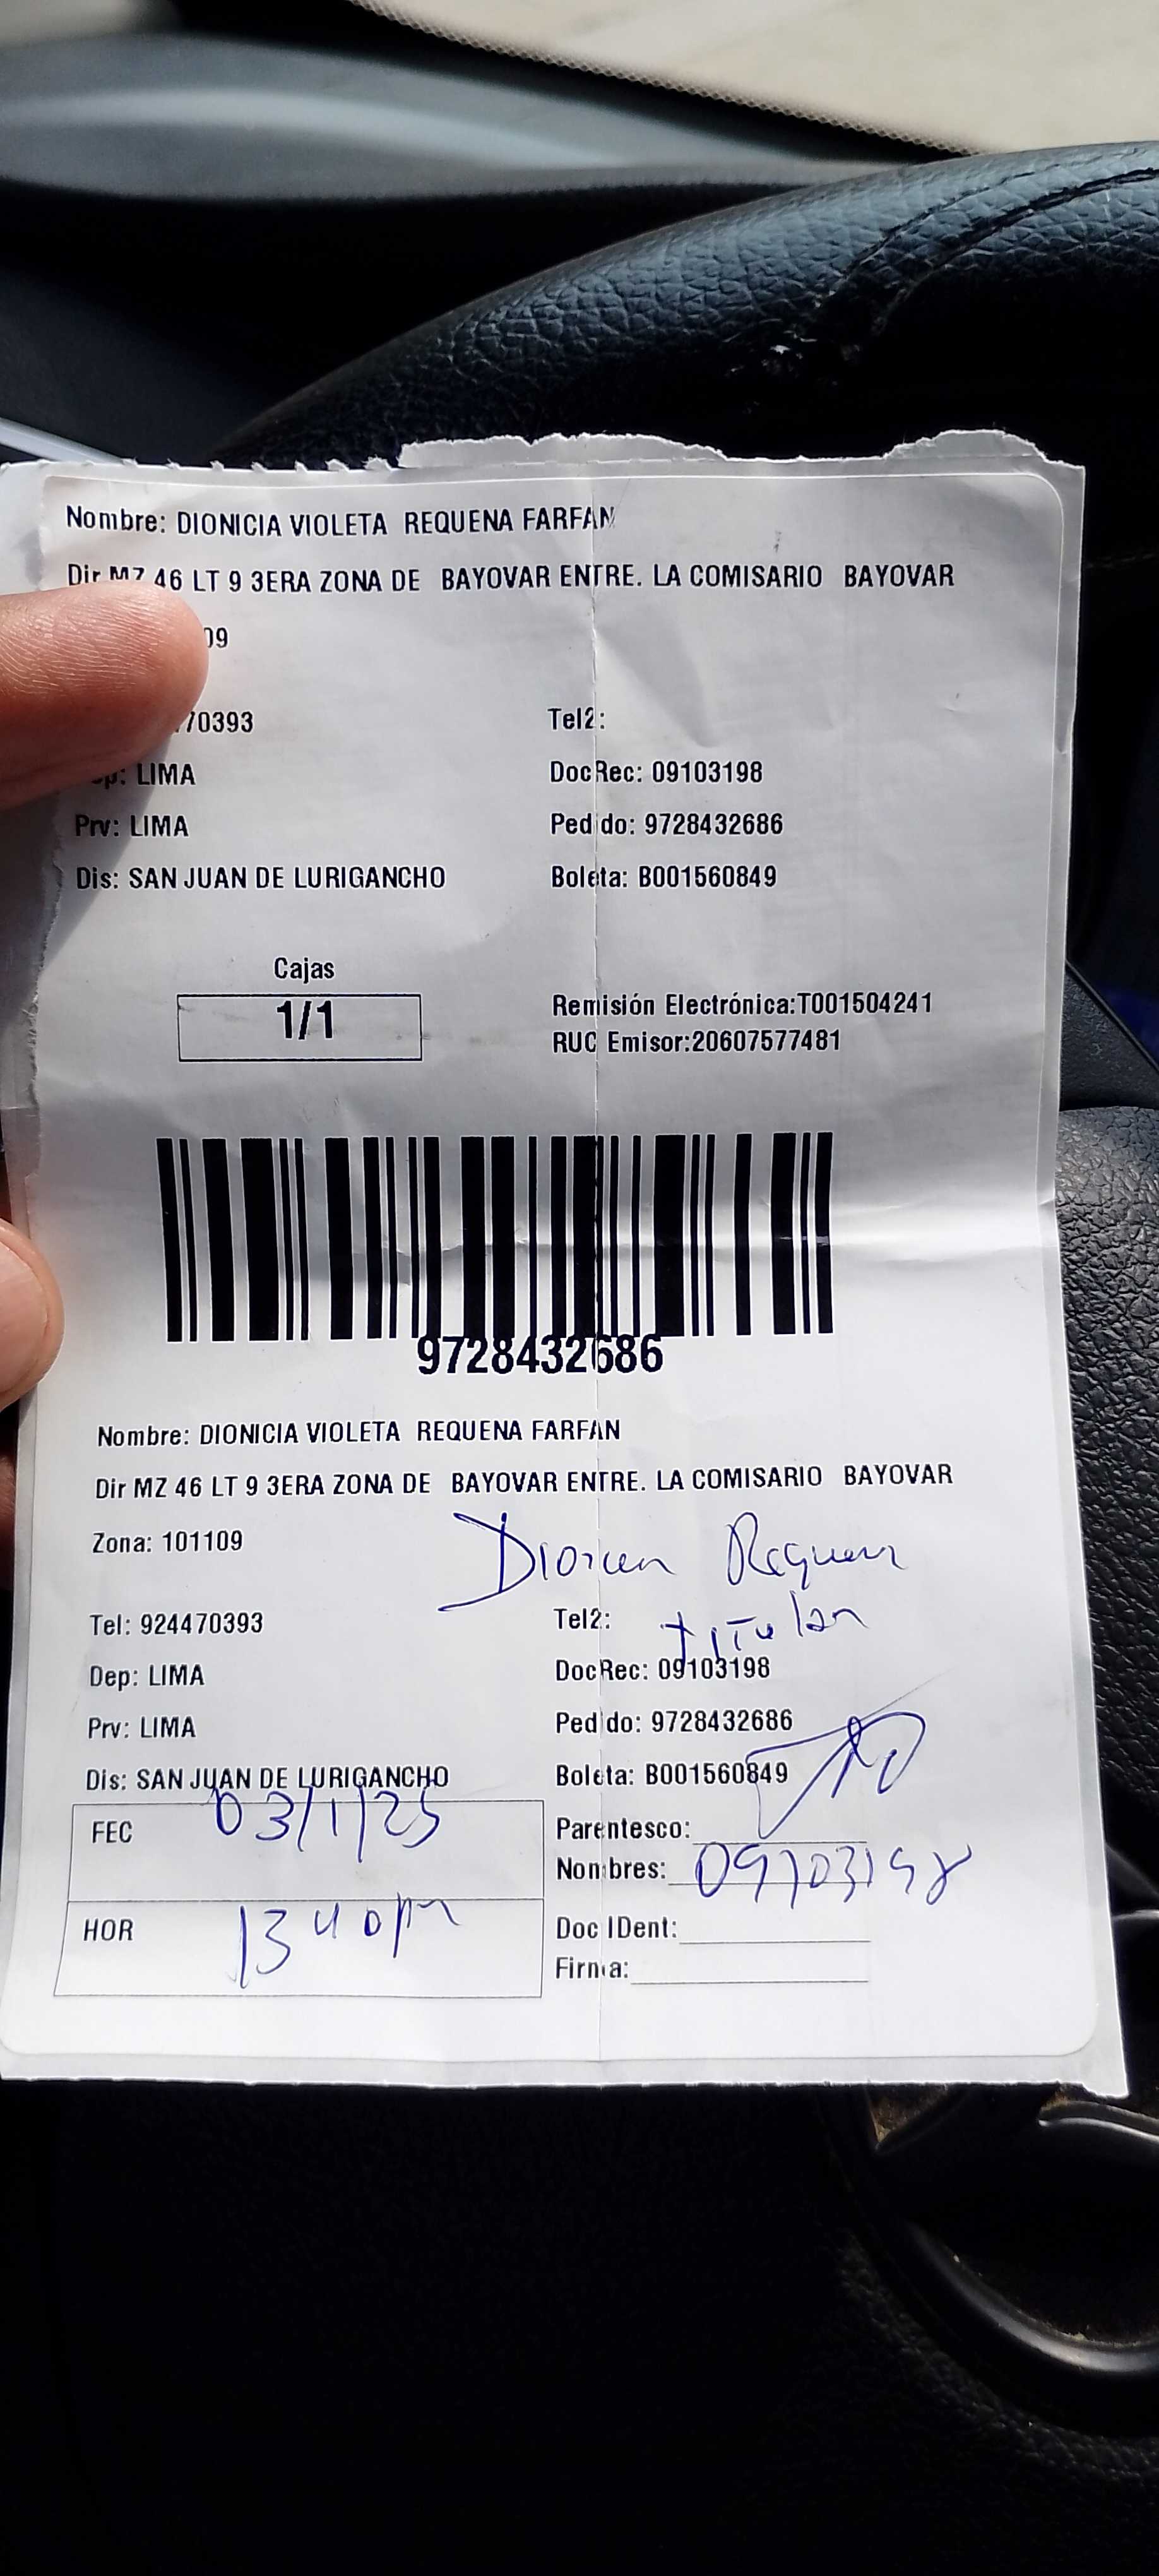 Nombre: DIONICIA VIOLETA REQUENA FARFAN
Dir MZ 46 LT 9 3ERA ZONA DE BAYOVAR ENTRE. LA COMISARIO BAYOVAR
09
70393 Tel2:
p: LIMA DocRec: 09103198
Prv: LIMA Pedido: 9728432686
Dis: SAN JUAN DE LURIGANCHO Boleta: B001560849
Cajas
1/1
Remisión Electrónica:T001504241
RUC Emisor:20607577481
9728432686
Nombre: DIONICIA VIOLETA REQUENA FARFAN
Dir MZ 46 LT 9 3ERA ZONA DE BAYOVAR ENTRE. LA COMISARIO BAYOVAR
Zona: 101109
Tel: 924470393 Tel2: titular
Dep: LIMA DocRec: 09103198
Prv: LIMA Pedido: 9728432686
Dis: SAN JUAN DE LURIGANCHO Boleta: B001560849
FEC 03/1/25 Parentesco:
Nombres: 09103198
HOR 1340pm Doc IDent:
Firma: